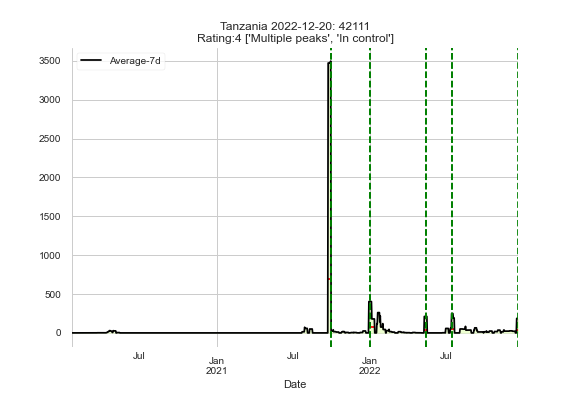 Tanzania 2022-12-20: 42111
Rating:4 ['Multiple peaks', 'In control']
Average-7d
3500
3000
2500
2000
1500
1000
500
0
Jul
Jan
2021
Jul
Jan
2022
Jul
Date